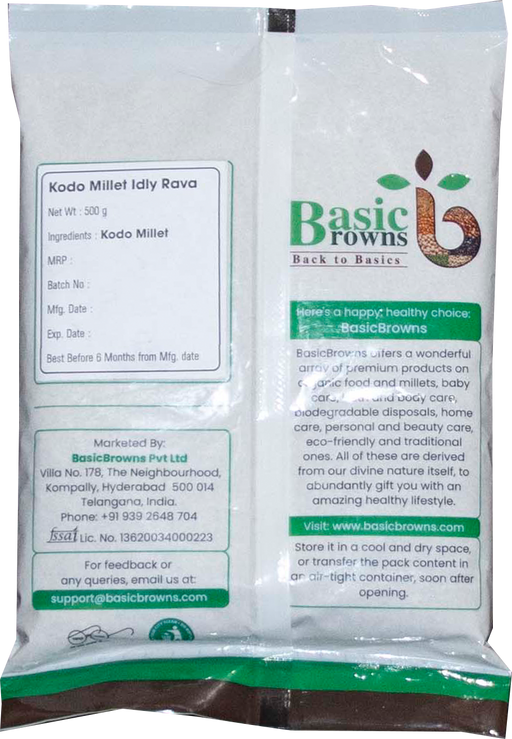 Kodo Millet Idly Rava
Net Wt : 500 g
Ingredients : Kodo Millet
MRP :
Batch No :
Mfg. Date :
Exp. Date :
Best Before 6 Months from Mfg. date
Marketed By:
BasicBrowns Pvt Ltd
Villa No. 178, The Neighbourhood,
Kompally, Hyderabad 500 014
Telangana, India.
Phone: +91 939 2648 704
fssai Lic. No. 13620034000223
For feedback or
any queries, email us at:
support@basicbrowns.com
Basic
Browns
Back to Basics
Here's a happy, healthy choice:
BasicBrowns
BasicBrowns offers a wonderful
array of premium products on
organic food and millets, baby
care, and body care,
biodegradable disposals, home
care, personal and beauty care,
eco-friendly and traditional
ones. All of these are derived
from our divine nature itself, to
abundantly gift you with an
amazing healthy lifestyle.
Visit: www.basicbrowns.com
Store it in a cool and dry space,
or transfer the pack content in
an air-tight container, soon after
opening.